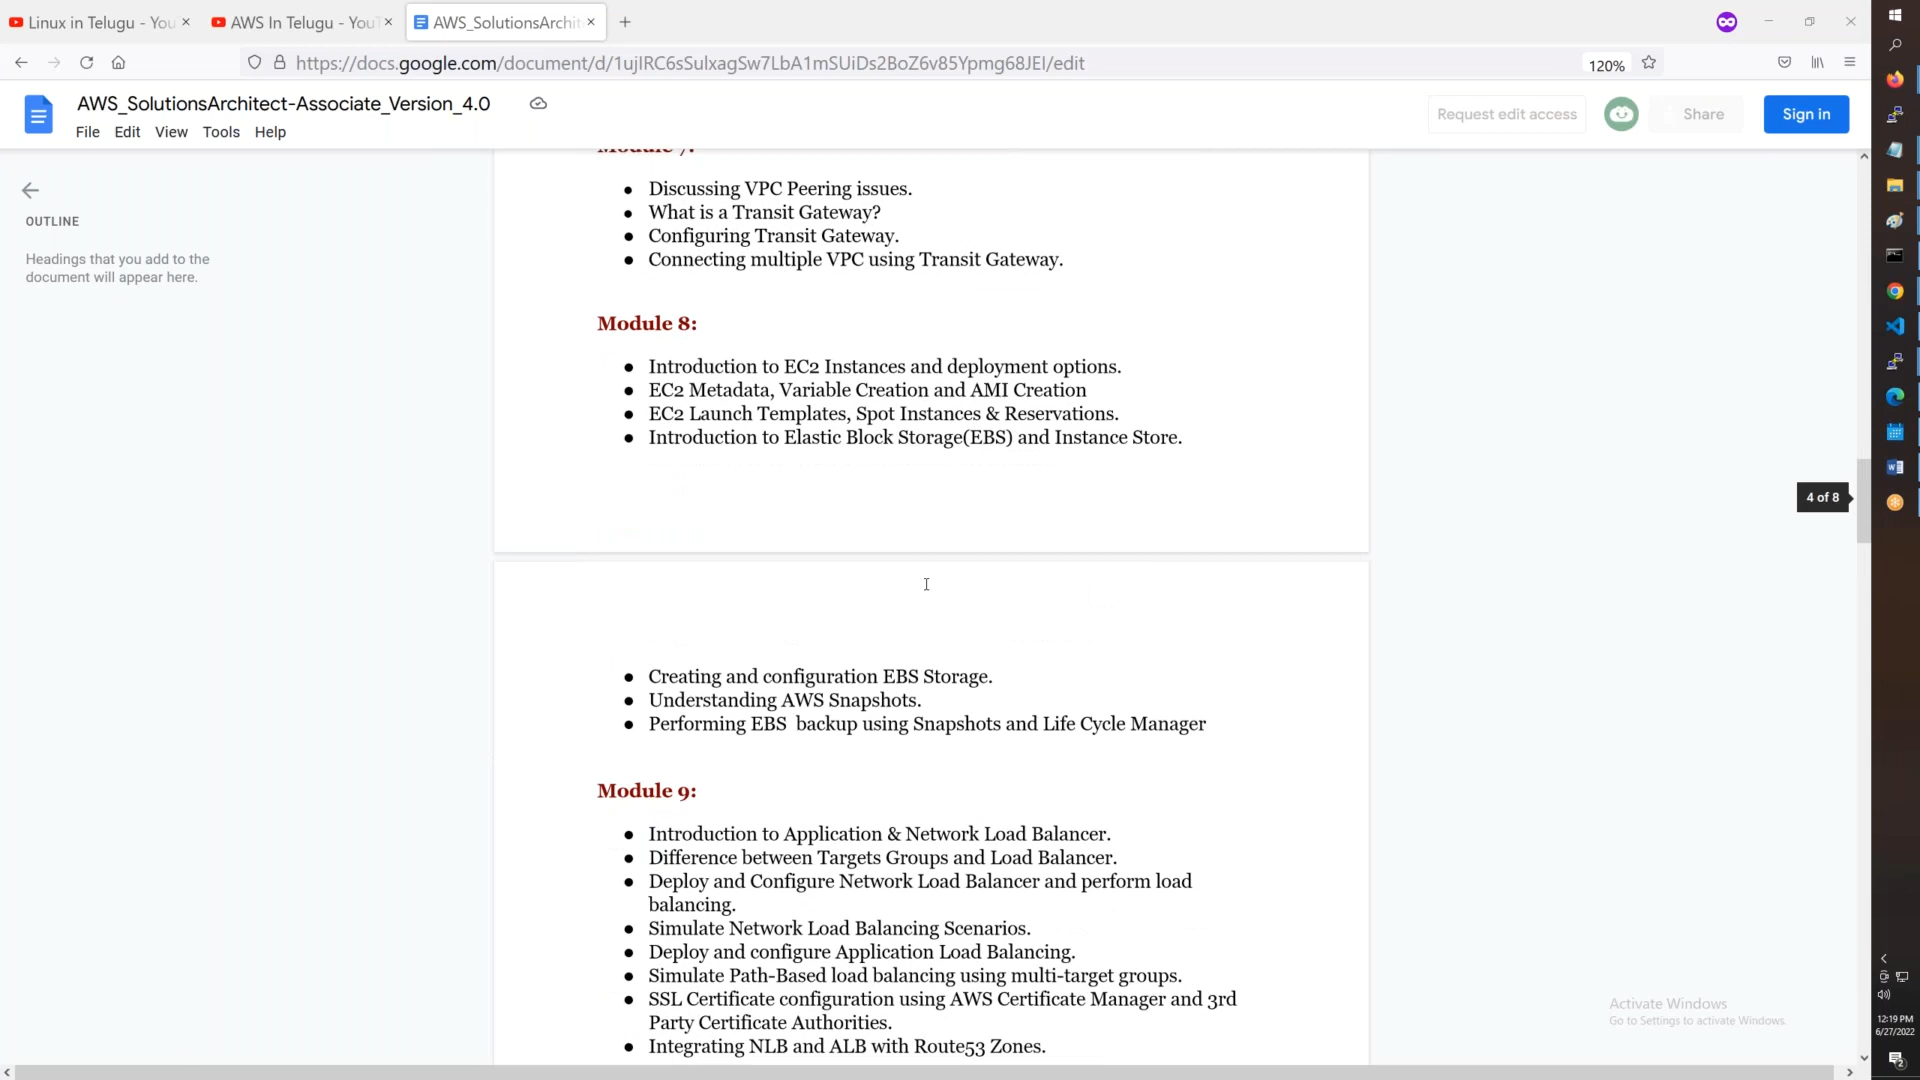 Linux in Telugu - You
AWS In Telugu - You
AWS_SolutionsArchit
https://docs.google.com/document/d/1ujIRC6sSulxagSw7LbA1mSUiDs2BoZ6v85Ypmg68JEI/edit
120%
AWS_SolutionsArchitect-Associate_Version_4.0
File Edit View Tools Help
Request edit access
Share
Sign in
OUTLINE
Headings that you add to the
document will appear here.
Module 7:
● Discussing VPC Peering issues.
● What is a Transit Gateway?
● Configuring Transit Gateway.
● Connecting multiple VPC using Transit Gateway.
Module 8:
● Introduction to EC2 Instances and deployment options.
● EC2 Metadata, Variable Creation and AMI Creation
● EC2 Launch Templates, Spot Instances & Reservations.
● Introduction to Elastic Block Storage(EBS) and Instance Store.
4 of 8
● Creating and configuration EBS Storage.
● Understanding AWS Snapshots.
● Performing EBS  backup using Snapshots and Life Cycle Manager
Module 9:
● Introduction to Application & Network Load Balancer.
● Difference between Targets Groups and Load Balancer.
● Deploy and Configure Network Load Balancer and perform load
balancing.
● Simulate Network Load Balancing Scenarios.
● Deploy and configure Application Load Balancing.
● Simulate Path-Based load balancing using multi-target groups.
● SSL Certificate configuration using AWS Certificate Manager and 3rd
Party Certificate Authorities.
● Integrating NLB and ALB with Route53 Zones.
Activate Windows
Go to Settings to activate Windows.
12:19 PM
6/27/2022
2